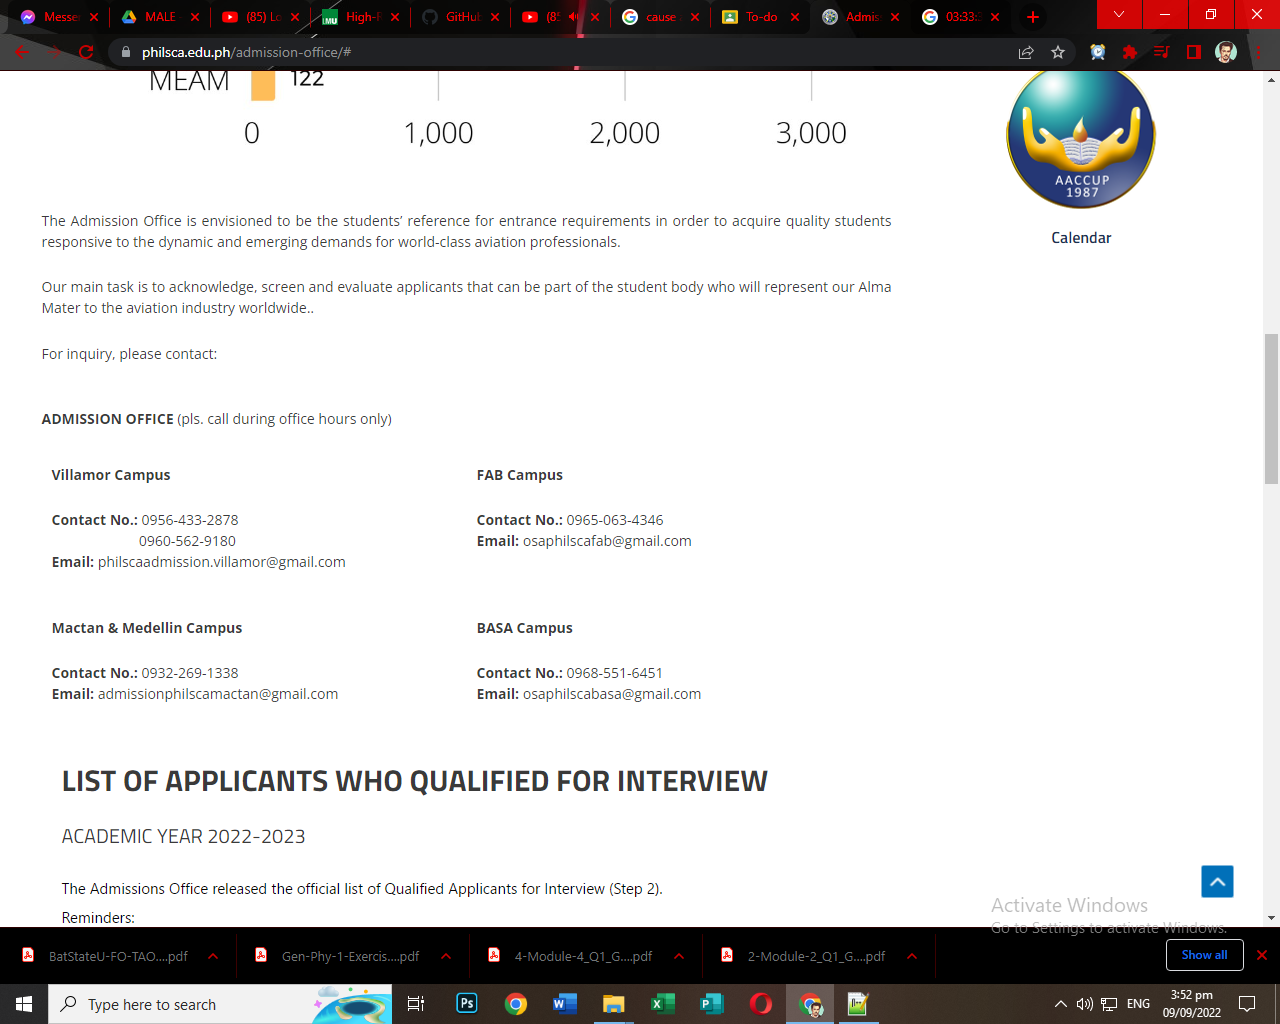 Messe
MALE
(85) Lo
High-F
GitHub
(85
cause
To-do
Admis
03:33:
philsca.edu.ph/admission-office/#
MEAM 122
0 1,000 2,000 3,000
AACCUP
1987
Calendar
The Admission Office is envisioned to be the students’ reference for entrance requirements in order to acquire quality students
responsive to the dynamic and emerging demands for world-class aviation professionals.
Our main task is to acknowledge, screen and evaluate applicants that can be part of the student body who will represent our Alma
Mater to the aviation industry worldwide..
For inquiry, please contact:
ADMISSION OFFICE (pls. call during office hours only)
Villamor Campus
Contact No.: 0956-433-2878
0960-562-9180
Email: philscaadmission.villamor@gmail.com
FAB Campus
Contact No.: 0965-063-4346
Email: osaphilscafab@gmail.com
Mactan & Medellin Campus
Contact No.: 0932-269-1338
Email: admissionphilscamactan@gmail.com
BASA Campus
Contact No.: 0968-551-6451
Email: osaphilscabasa@gmail.com
LIST OF APPLICANTS WHO QUALIFIED FOR INTERVIEW
ACADEMIC YEAR 2022-2023
The Admissions Office released the official list of Qualified Applicants for Interview (Step 2).
Reminders:
Activate Windows
Go to Settings to activate Windows.
BatStateU-FO-TAO....pdf
Gen-Phy-1-Exercis....pdf
4-Module-4_Q1_G....pdf
2-Module-2_Q1_G....pdf
Show all
Type here to search
ENG
3:52 pm
09/09/2022